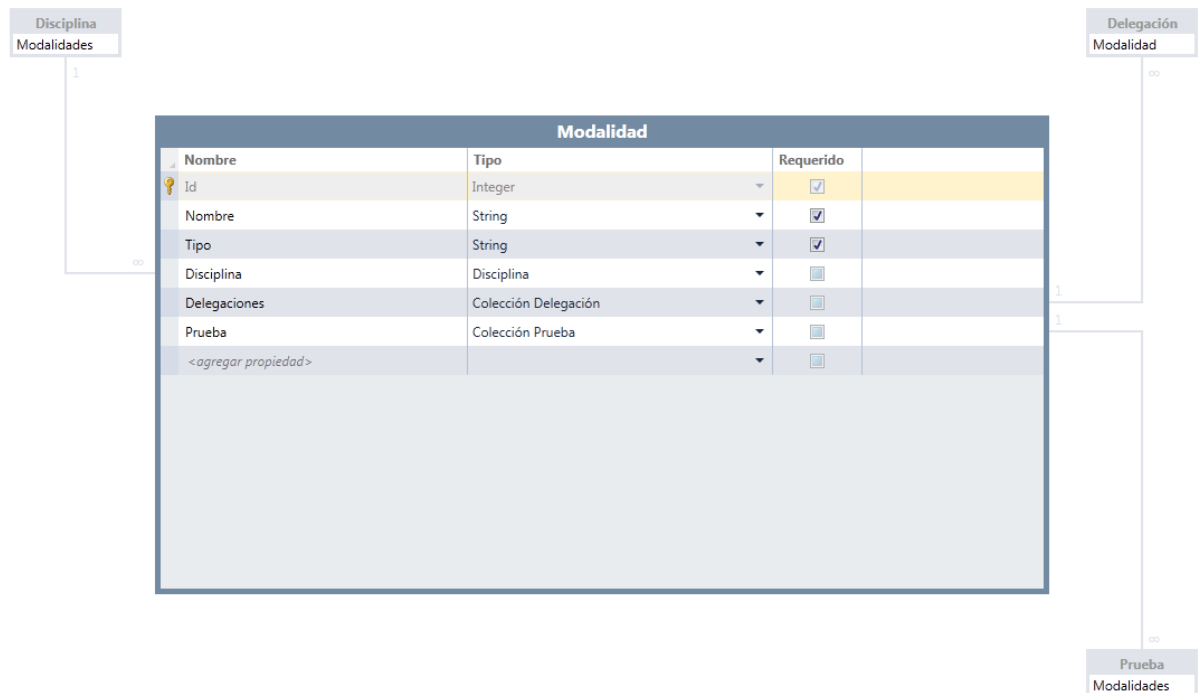 Disciplina
Modalidades
Delegación
Modalidad
1
∞
Modalidad
Nombre Tipo Requerido
Id Integer
Nombre String
Tipo String
∞
Disciplina Disciplina
1
Delegaciones Colección Delegación
1
Prueba Colección Prueba
<agregar propiedad>
∞
Prueba
Modalidades